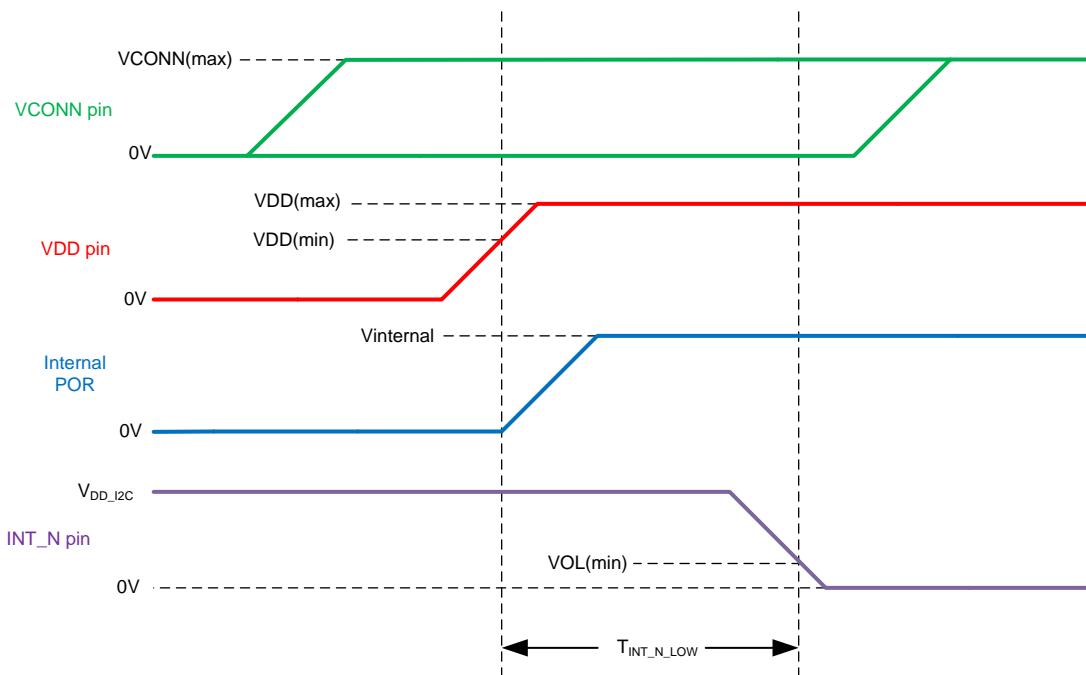 VCONN(max)
VCONN pin
0V
VDD(max)
VDD(min)
VDD pin
0V
Vinternal
Internal
POR
0V
VDD_I2C
INT_N pin
VOL(min)
0V
TINT_N_LOW